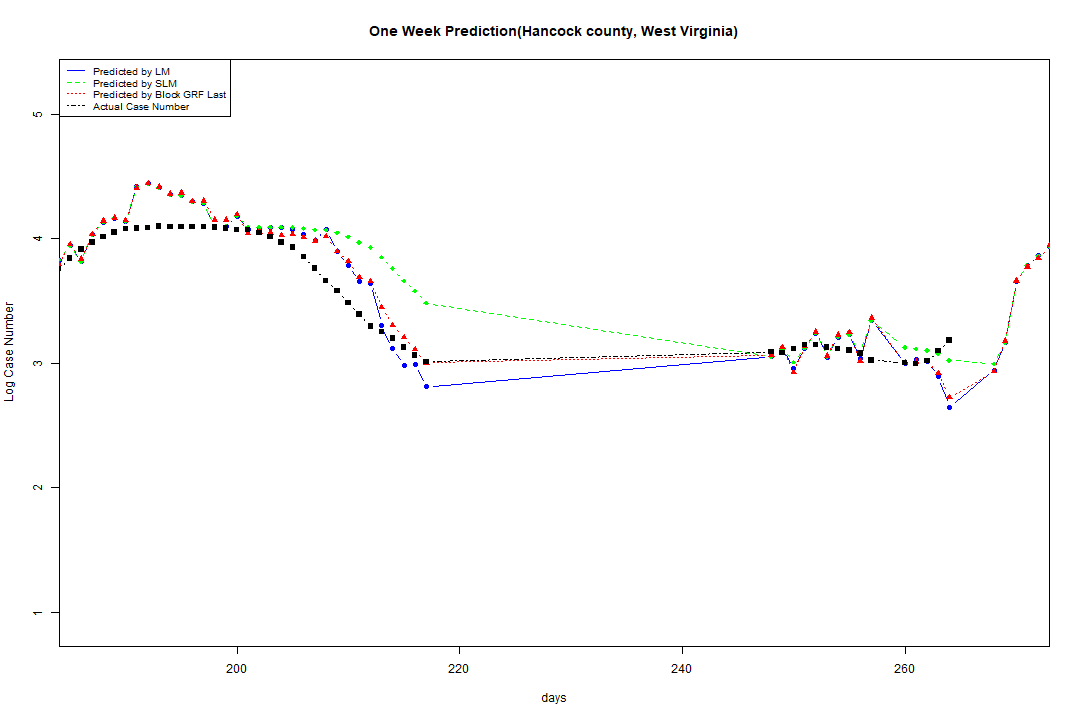 One Week Prediction(Hancock county, West Virginia)
Predicted by LM
Predicted by SLM
Predicted by Block GRF Last
Actual Case Number
5
4
3
2
1
Log Case Number
200
220
240
260
days